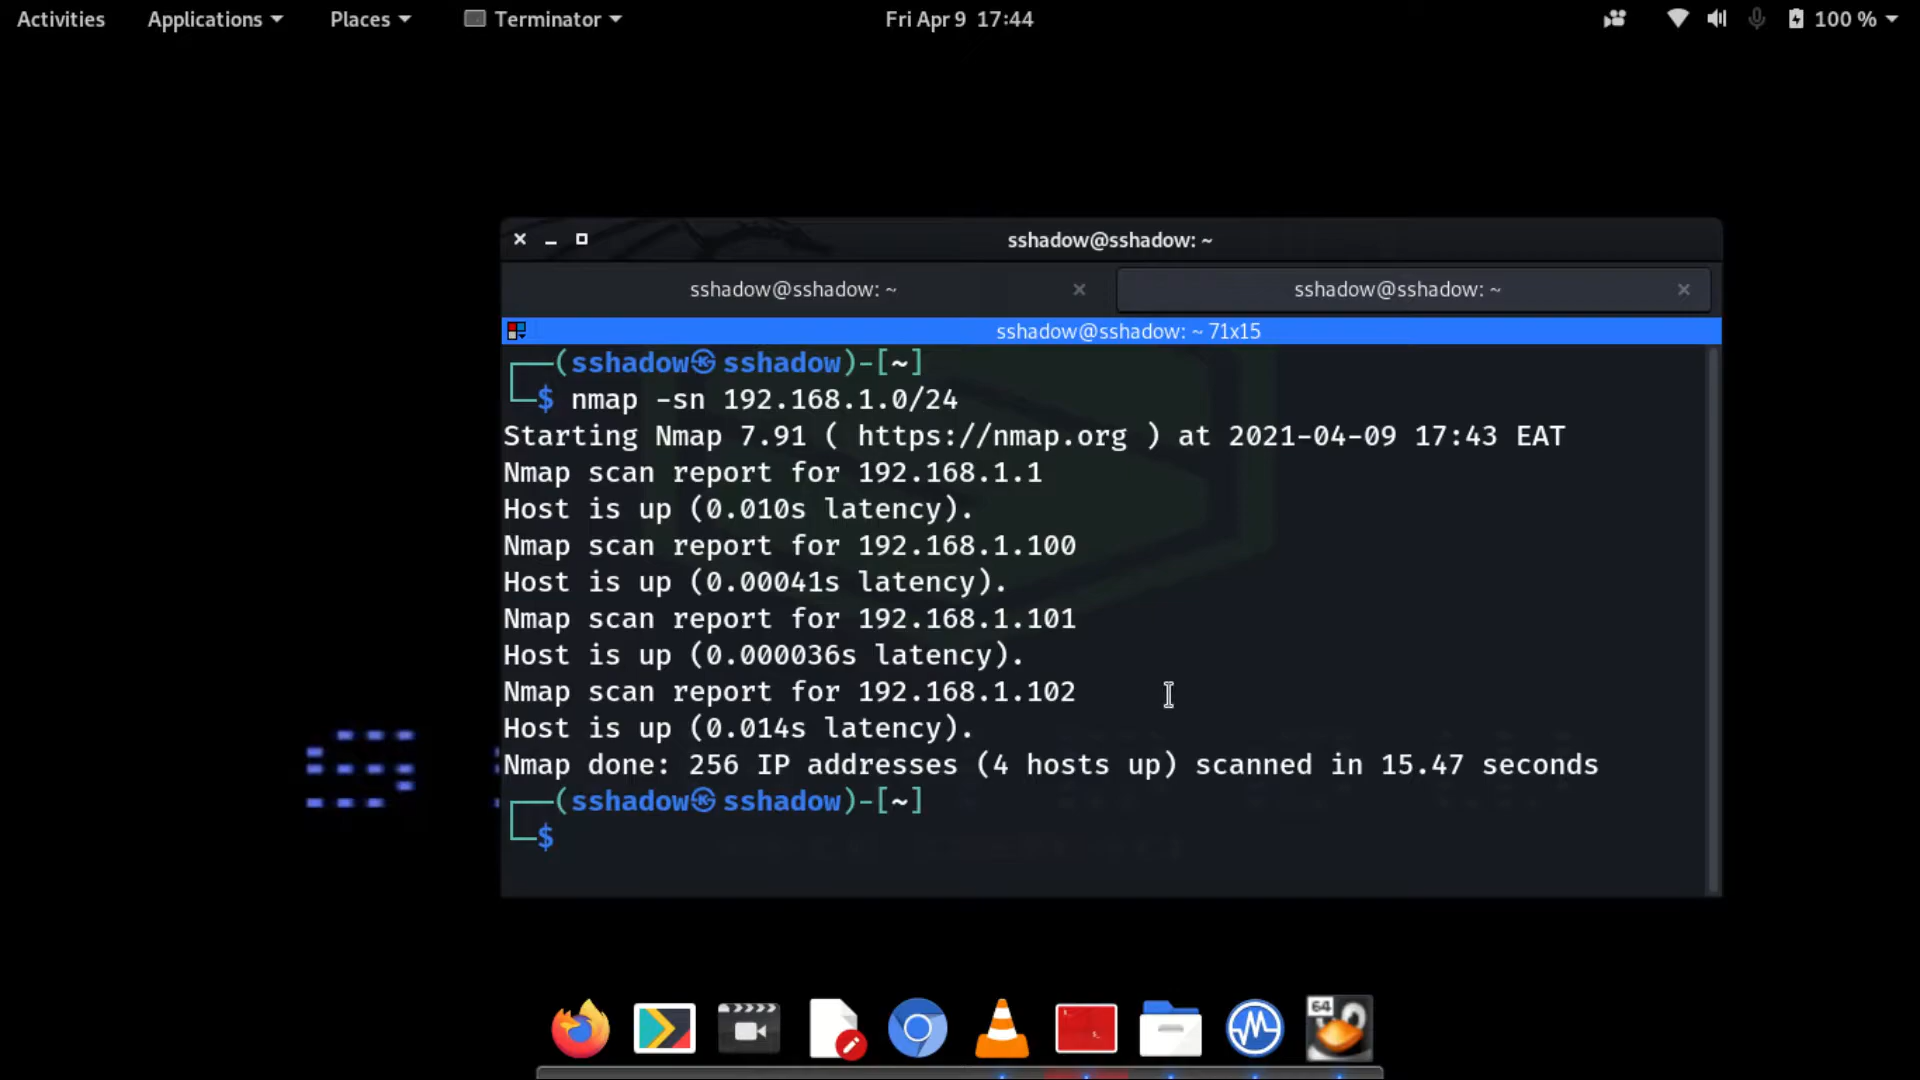 Activities Applications Places Terminator Fri Apr 9 17:44 100 %
sshadow@sshadow: ~
sshadow@sshadow: ~ × sshadow@sshadow: ~ ×
sshadow@sshadow: ~ 71x15
(sshadow㉿sshadow)-[~]
$ nmap -sn 192.168.1.0/24
Starting Nmap 7.91 ( https://nmap.org ) at 2021-04-09 17:43 EAT
Nmap scan report for 192.168.1.1
Host is up (0.010s latency).
Nmap scan report for 192.168.1.100
Host is up (0.00041s latency).
Nmap scan report for 192.168.1.101
Host is up (0.000036s latency).
Nmap scan report for 192.168.1.102
Host is up (0.014s latency).
Nmap done: 256 IP addresses (4 hosts up) scanned in 15.47 seconds
(sshadow㉿sshadow)-[~]
$
64